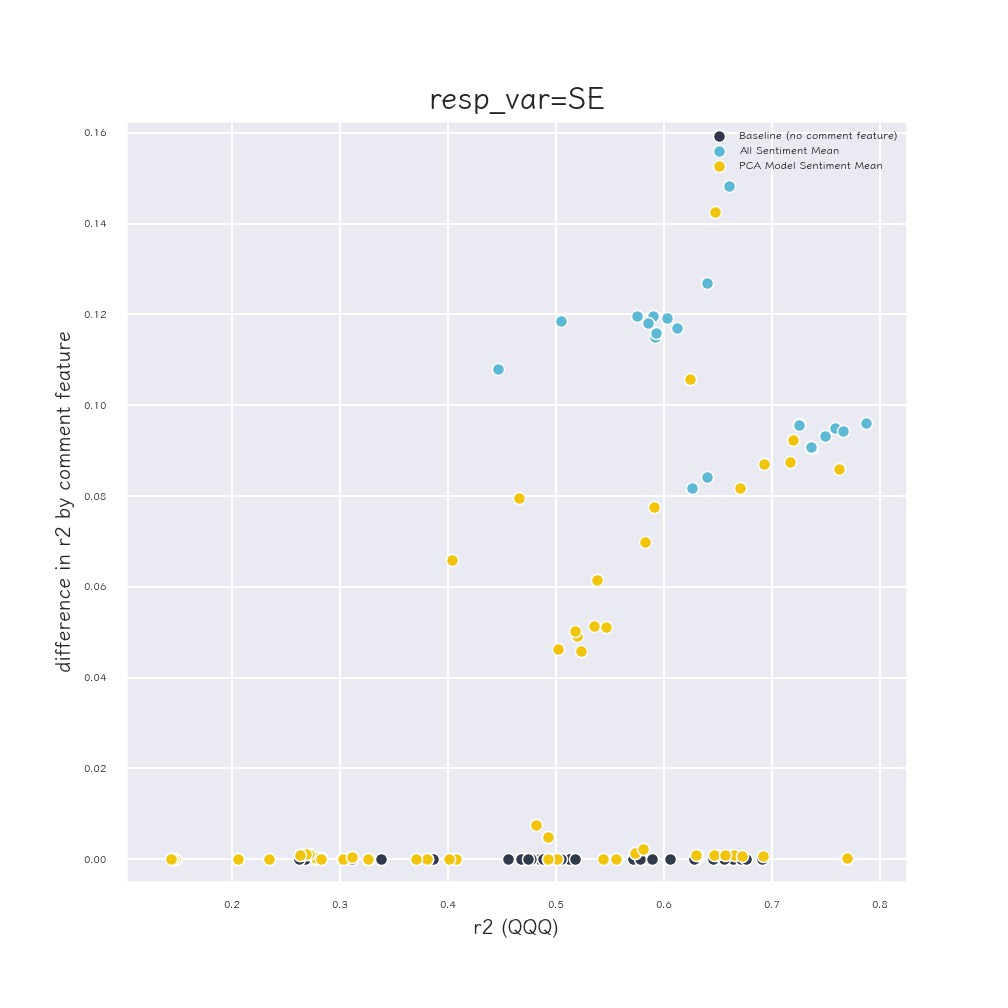 resp_var=SE
Baseline (no comment feature)
All Sentiment Mean
PCA Model Sentiment Mean
difference in r2 by comment feature
0.16
0.14
0.12
0.10
0.08
0.06
0.04
0.02
0.00
0.2 0.3 0.4 0.5 0.6 0.7 0.8
r2 (QQQ)